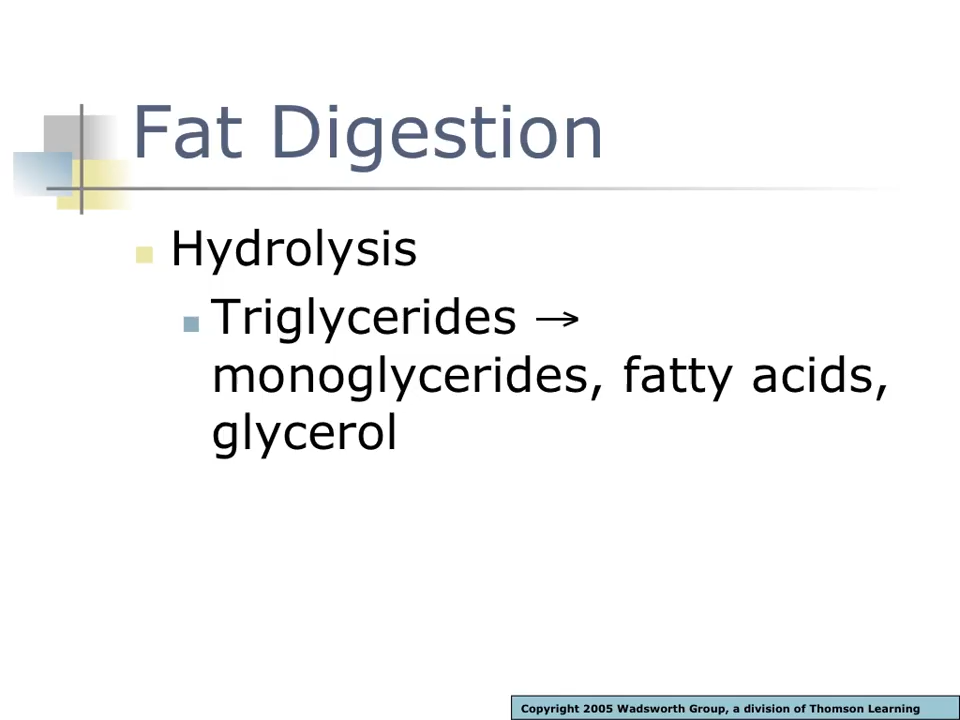 Fat Digestion
Hydrolysis
Triglycerides →
monoglycerides, fatty acids,
glycerol
Copyright 2005 Wadsworth Group, a division of Thomson Learning